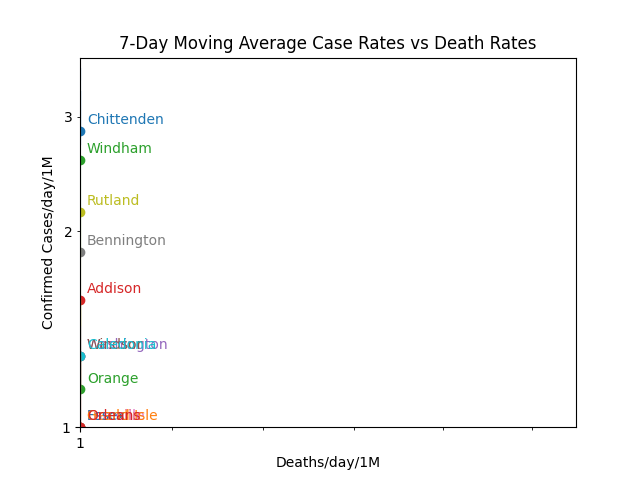 7-Day Moving Average Case Rates vs Death Rates
Confirmed Cases/day/1M
3
Chittenden
Windham
Rutland
2
Bennington
Addison
Orange
1
1
Deaths/day/1M